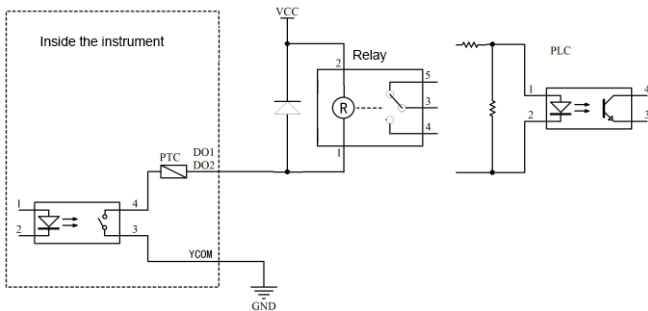 VCC
Inside the instrument
Relay
PLC
2
5
R
3
4
1
1
2
4
3
PTC
DO1
DO2
1
2
4
3
YCOM
GND